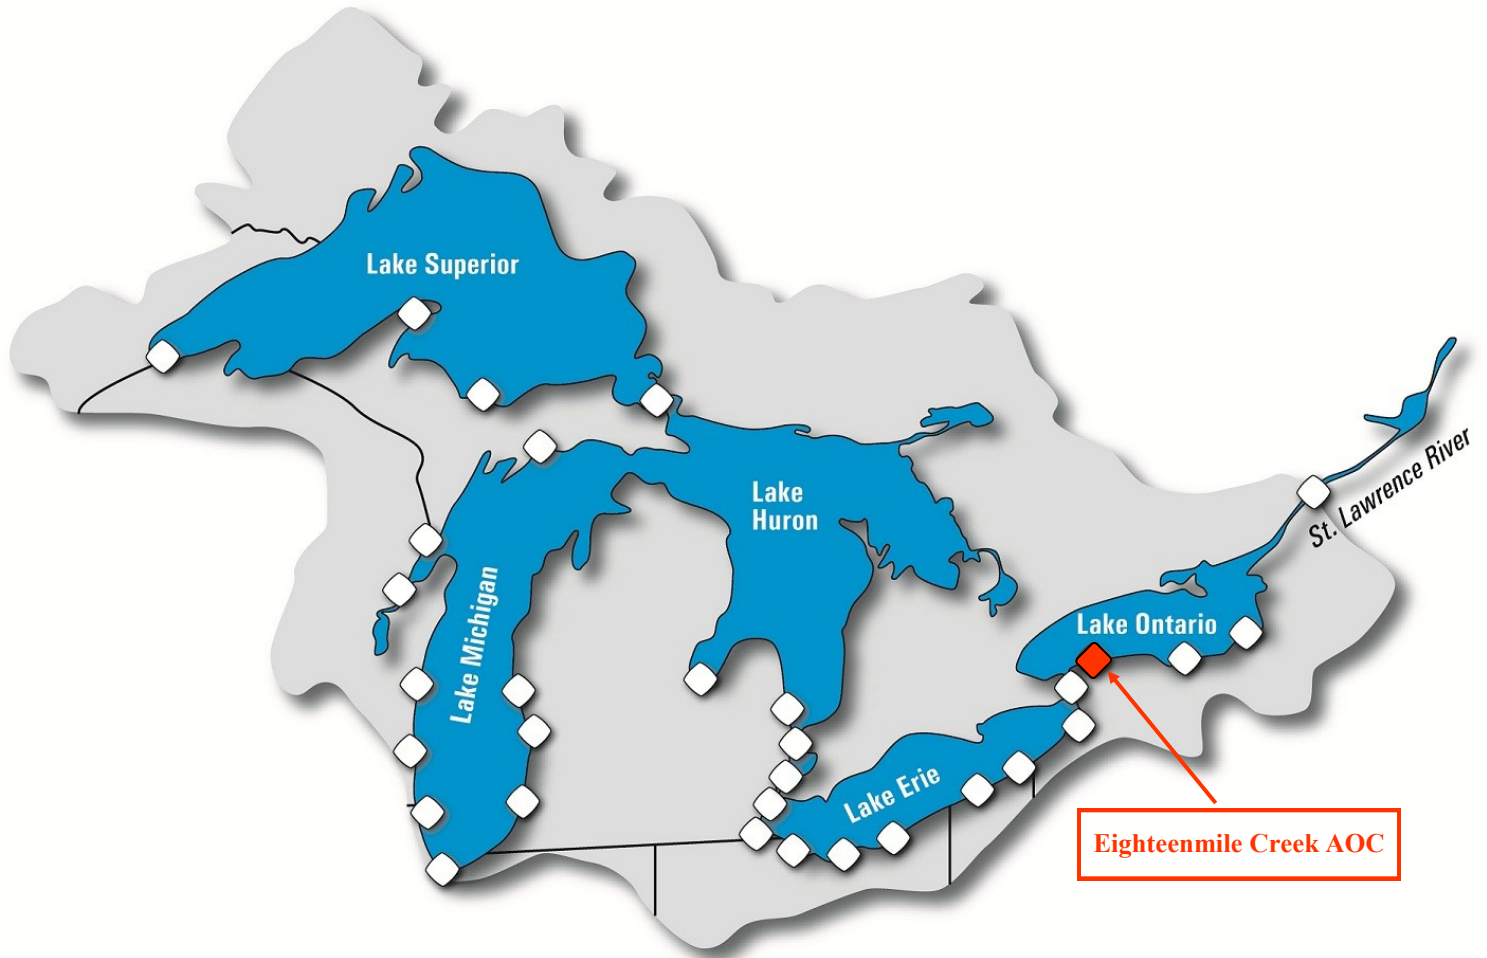 Lake Superior
Lake
Huron
St. Lawrence River
Lake Michigan
Lake Ontario
Lake Erie
Eighteenmile Creek AOC